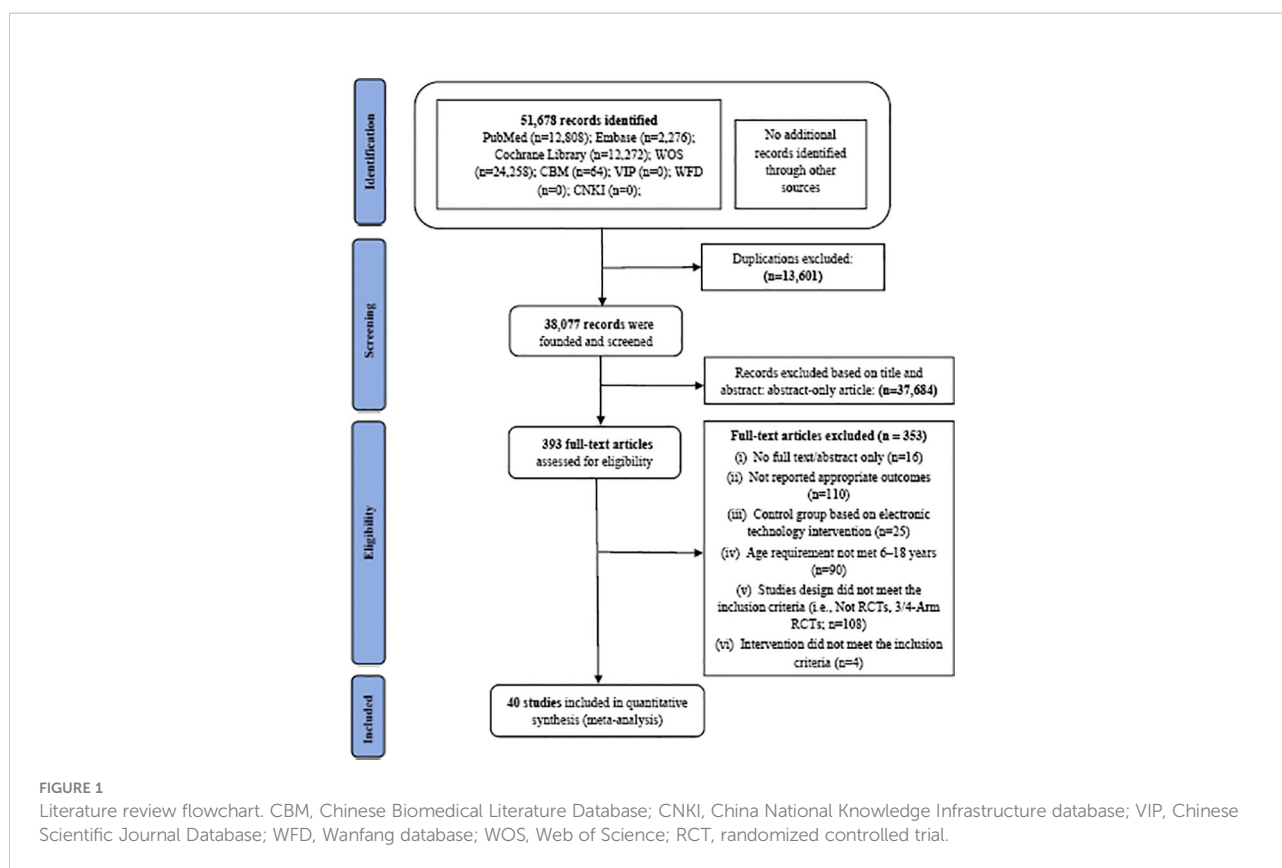 Identification
51,678 records identified
PubMed (n=12,808); Embase (n=2,276);
Cochrane Library (n=12,272); WOS
(n=24,258); CBM (n=64); VIP (n=0); WFD
(n=0); CNKI (n=0);
No additional
records identified
through other
sources
Screening
Duplications excluded:
(n=13,601)
38,077 records were
founded and screened
Records excluded based on title and
abstract: abstract-only article: (n=37,684)
Eligibility
393 full-text articles
assessed for eligibility
Full-text articles excluded (n = 353)
(i) No full text/abstract only (n=16)
(ii) Not reported appropriate outcomes
(n=110)
(iii) Control group based on electronic
technology intervention (n=25)
(iv) Age requirement not met 6–18 years
(n=90)
(v) Studies design did not meet the
inclusion criteria (i.e., Not RCTs, 3/4-Arm
RCTs; n=108)
(vi) Intervention did not meet the inclusion
criteria (n=4)
Included
40 studies included in quantitative
synthesis (meta-analysis)
FIGURE 1
Literature review flowchart. CBM, Chinese Biomedical Literature Database; CNKI, China National Knowledge Infrastructure database; VIP, Chinese
Scientific Journal Database; WFD, Wanfang database; WOS, Web of Science; RCT, randomized controlled trial.